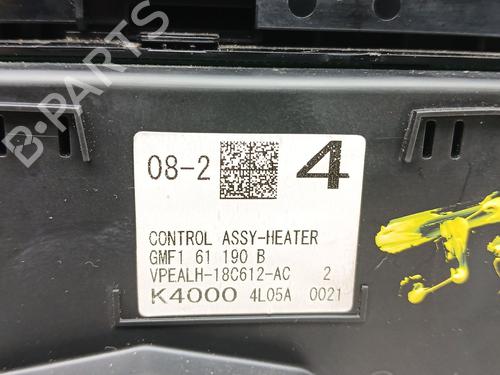 B-PARTS
08-2 4
CONTROL ASSY-HEATER
GMF1 61 190 B
VPEALH-18C612-AC 2
K4000 4L05A 0021